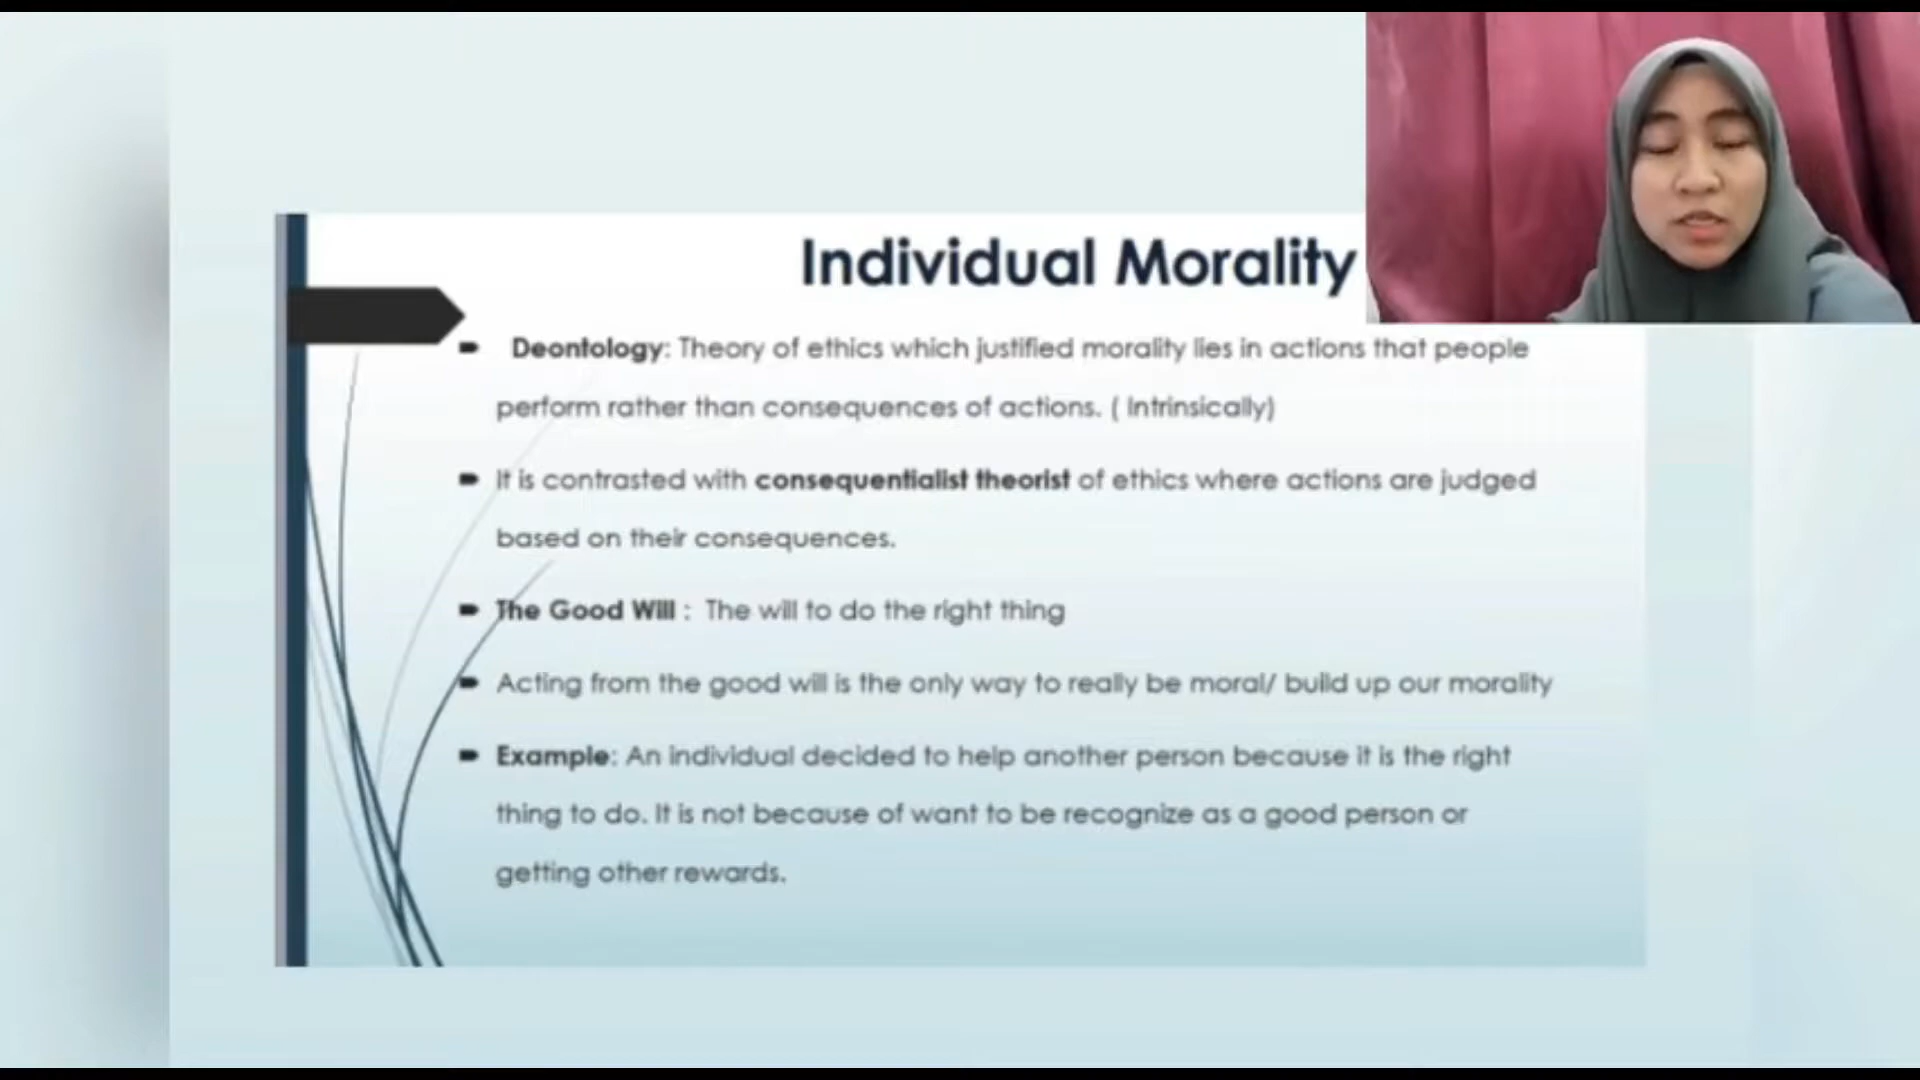 Individual Morality
Deontology: Theory of ethics which justified morality lies in actions that people
perform rather than consequences of actions. ( Intrinsically)
It is contrasted with consequentialist theorist of ethics where actions are judged
based on their consequences.
The Good Will : The will to do the right thing
Acting from the good will is the only way to really be moral/ build up our morality
Example: An individual decided to help another person because it is the right
thing to do. It is not because of want to be recognize as a good person or
getting other rewards.